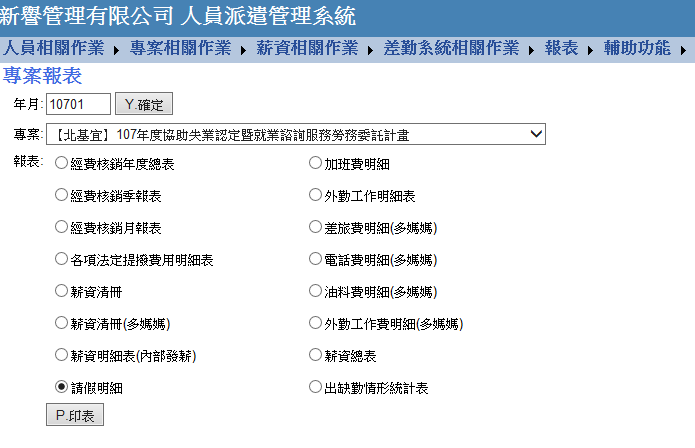 新譽管理有限公司 人員派遣管理系統
人員相關作業 ▶ 專案相關作業 ▶ 薪資相關作業 ▶ 差勤系統相關作業 ▶ 報表 ▶ 輔助功能 ▶
專案報表
年月: 10701 Y.確定
專案: 【北基宜】107年度協助失業認定暨就業諮詢服務勞務委託計畫
報表: 經費核銷年度總表 加班費明細
經費核銷季報表 外勤工作明細表
經費核銷月報表 差旅費明細(多媽媽)
各項法定提撥費用明細表 電話費明細(多媽媽)
薪資清冊 油料費明細(多媽媽)
薪資清冊(多媽媽) 外勤工作費明細(多媽媽)
薪資明細表(內部發薪) 薪資總表
請假明細 出缺勤情形統計表
P.印表